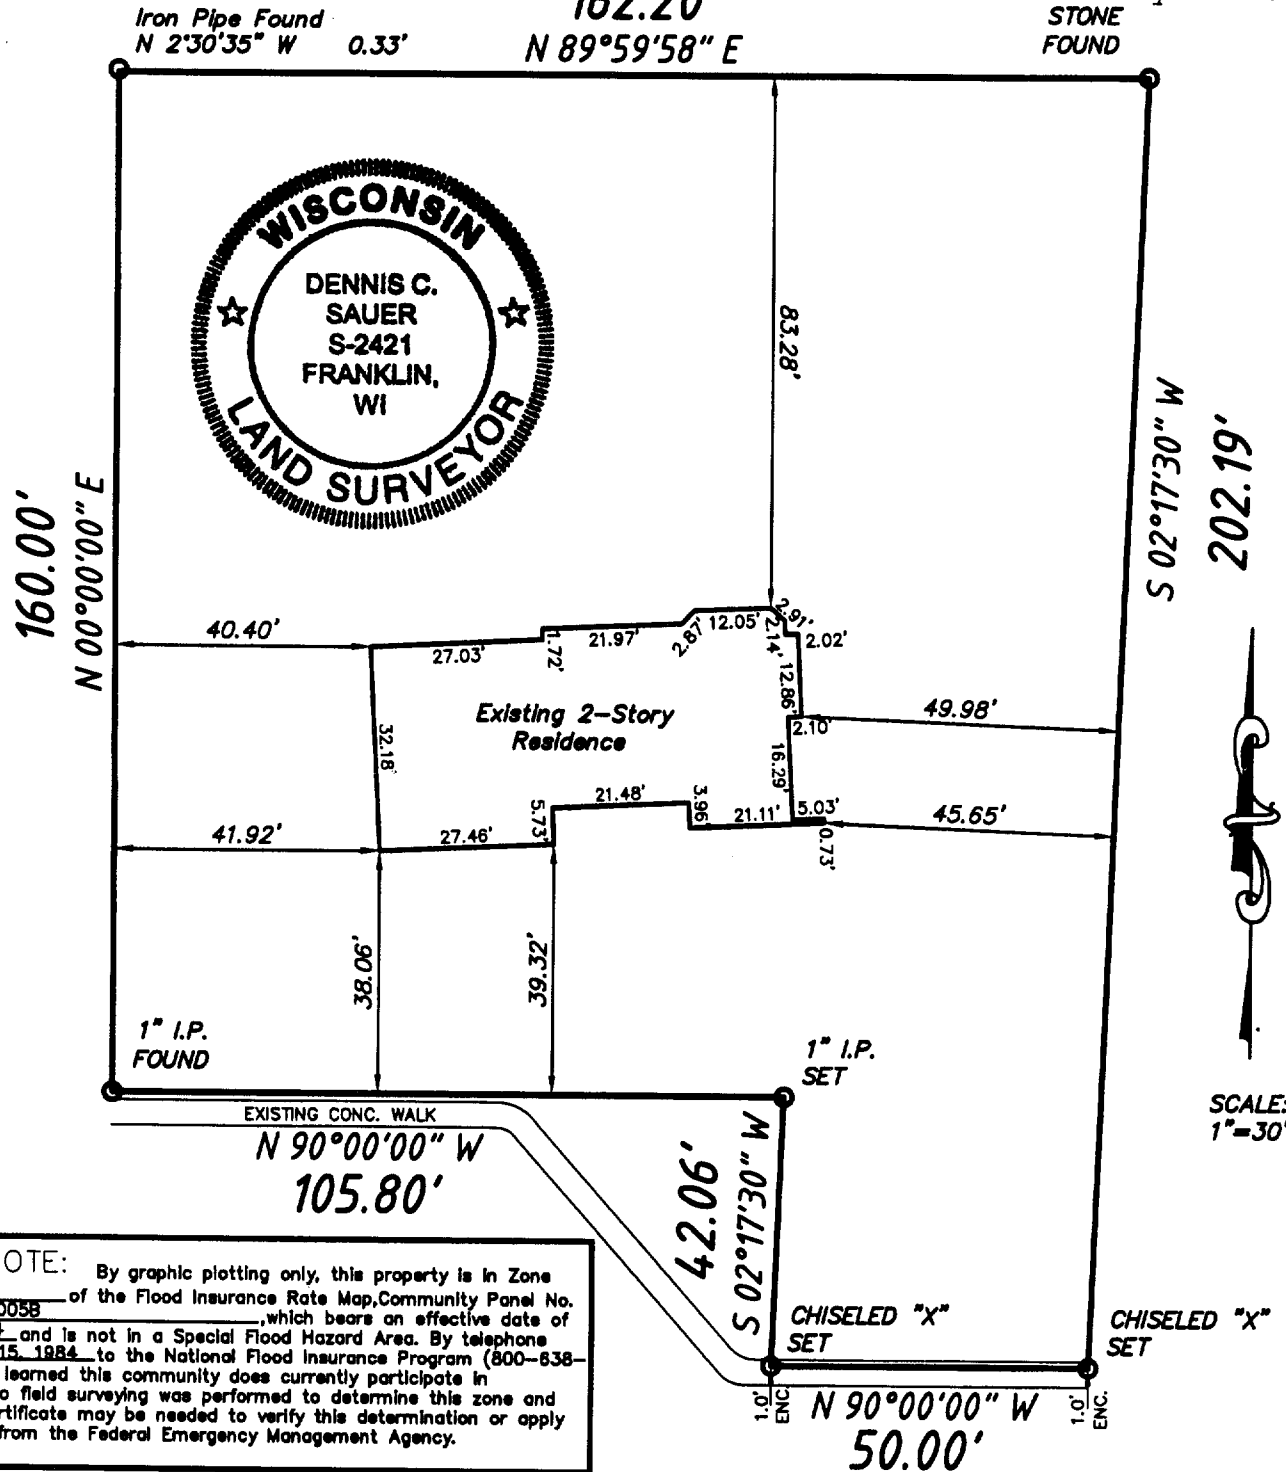 162.20'
Iron Pipe Found
N 2°30'35" W 0.33'
N 89°59'58" E
STONE
FOUND
WISCONSIN
DENNIS C.
SAUER
S-2421
FRANKLIN,
WI
LAND SURVEYOR
83.28'
S 02°17'30" W
202.19'
160.00'
N 00°00'00" E
40.40'
27.03'
1.72'
21.97'
2.87'
12.05'
2.91'
2.14'
2.02'
12.86'
Existing 2-Story
Residence
49.98'
2.10'
32.18'
16.29'
21.48'
5.73'
3.96'
21.11'
5.03'
0.73'
45.65'
41.92'
27.46'
38.06'
39.32'
1" I.P.
FOUND
1" I.P.
SET
SCALE:
1"=30'
EXISTING CONC. WALK
N 90°00'00" W
105.80'
42.06'
S 02°17'30" W
OTE: By graphic plotting only, this property is in Zone
of the Flood Insurance Rate Map,Community Panel No.
005B ,which bears an effective date of
and is not in a Special Flood Hazard Area. By telephone
15, 1984 to the National Flood Insurance Program (800-638-
learned this community does currently participate in
o field surveying was performed to determine this zone and
rtificate may be needed to verify this determination or apply
from the Federal Emergency Management Agency.
CHISELED "X"
SET
CHISELED "X"
SET
1.0'
ENC.
N 90°00'00" W
50.00'
1.0'
ENC.